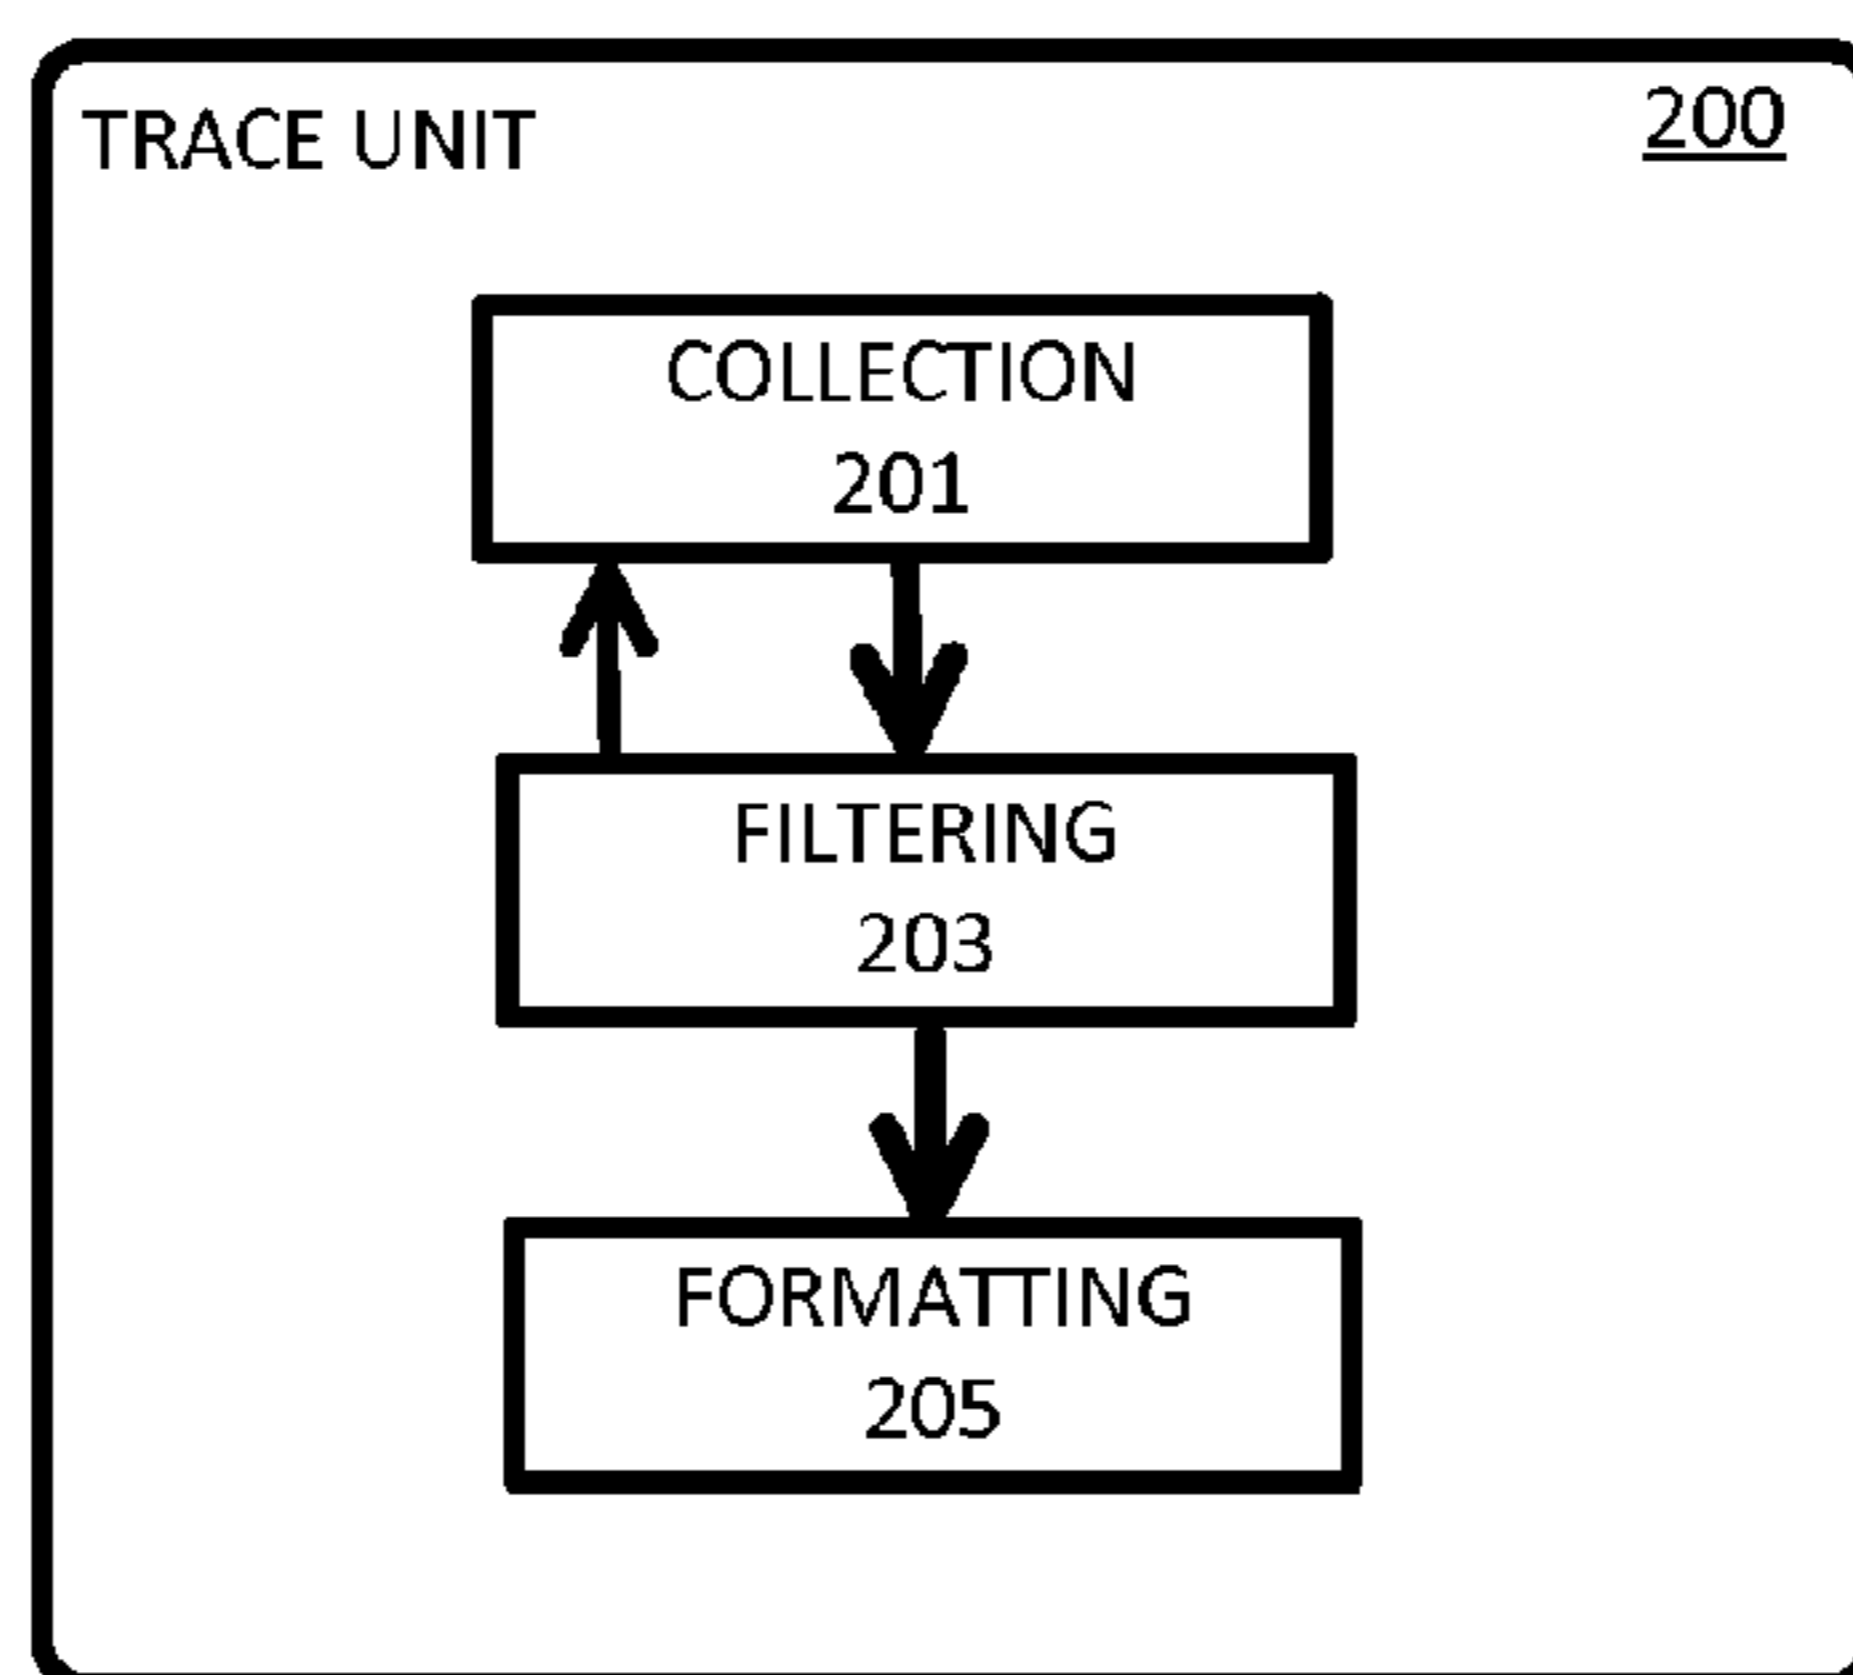 TRACE UNIT
200
COLLECTION
201
FILTERING
203
FORMATTING
205